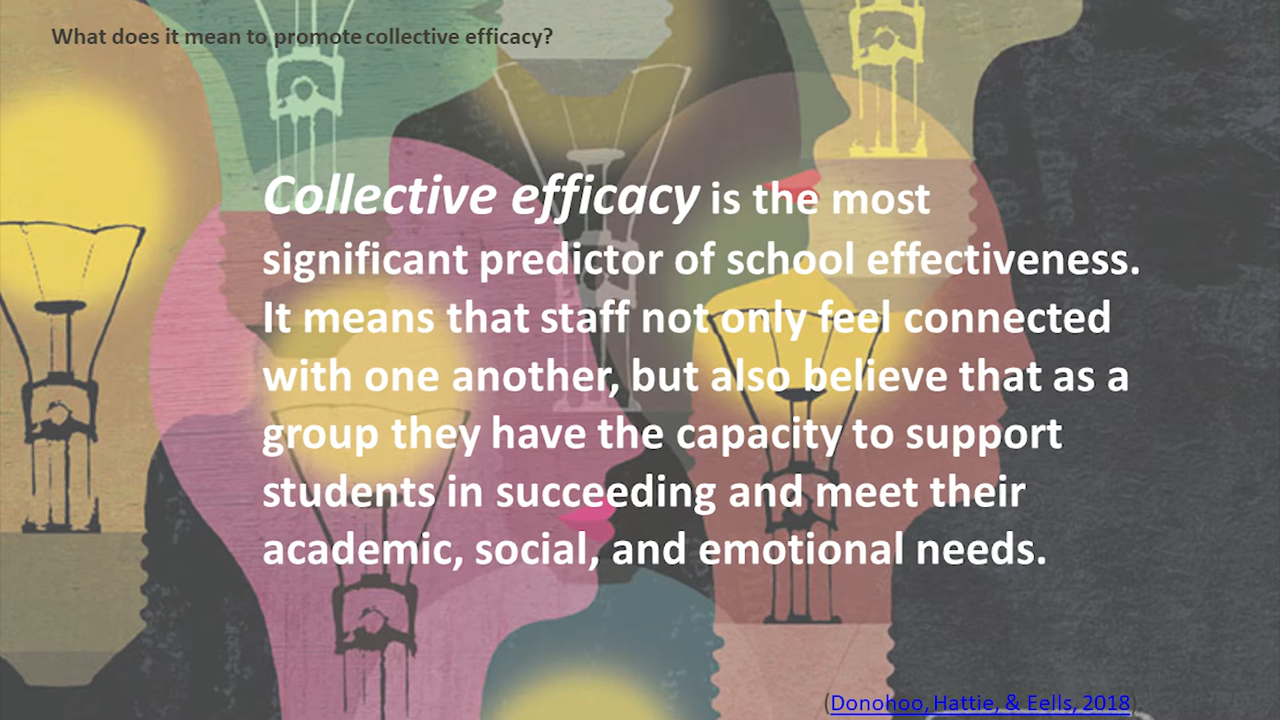 What does it mean to promote collective efficacy?
Collective efficacy is the most
significant predictor of school effectiveness.
It means that staff not only feel connected
with one another, but also believe that as a
group they have the capacity to support
students in succeeding and meet their
academic, social, and emotional needs.
(Donohoo, Hattie, & Eells, 2018)